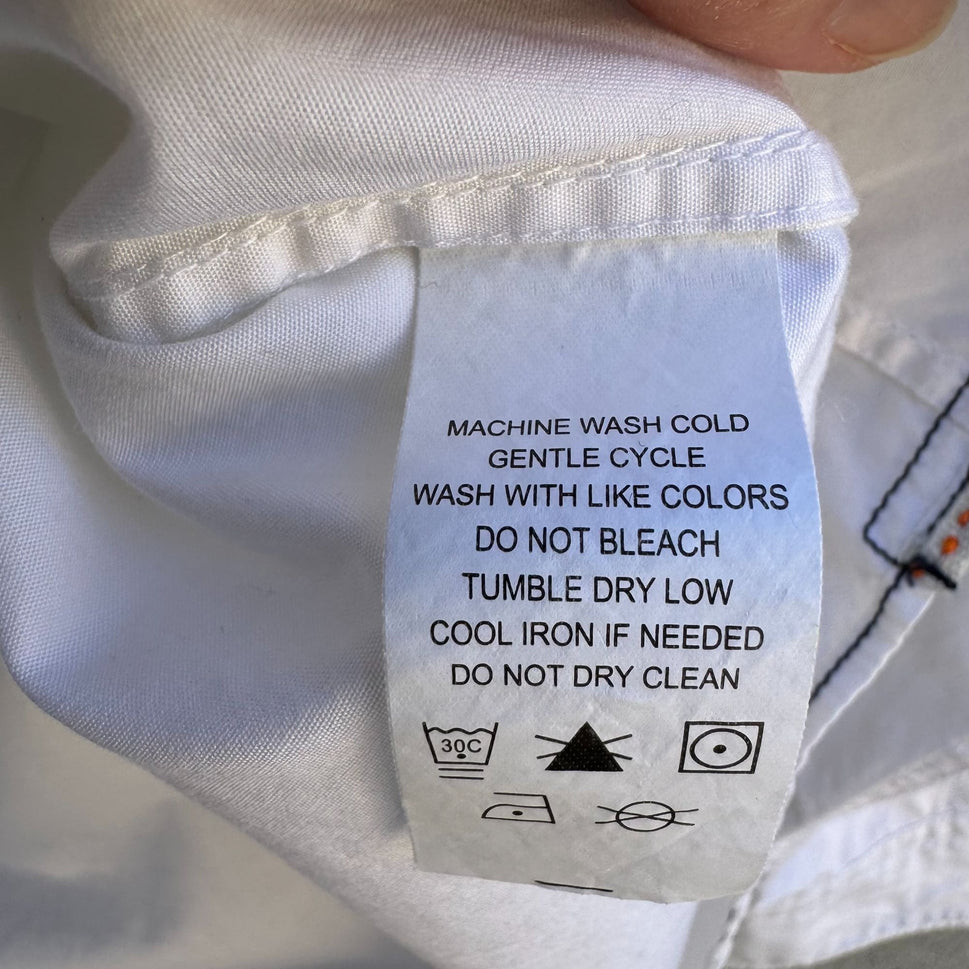 MACHINE WASH COLD
GENTLE CYCLE
WASH WITH LIKE COLORS
DO NOT BLEACH
TUMBLE DRY LOW
COOL IRON IF NEEDED
DO NOT DRY CLEAN
30C